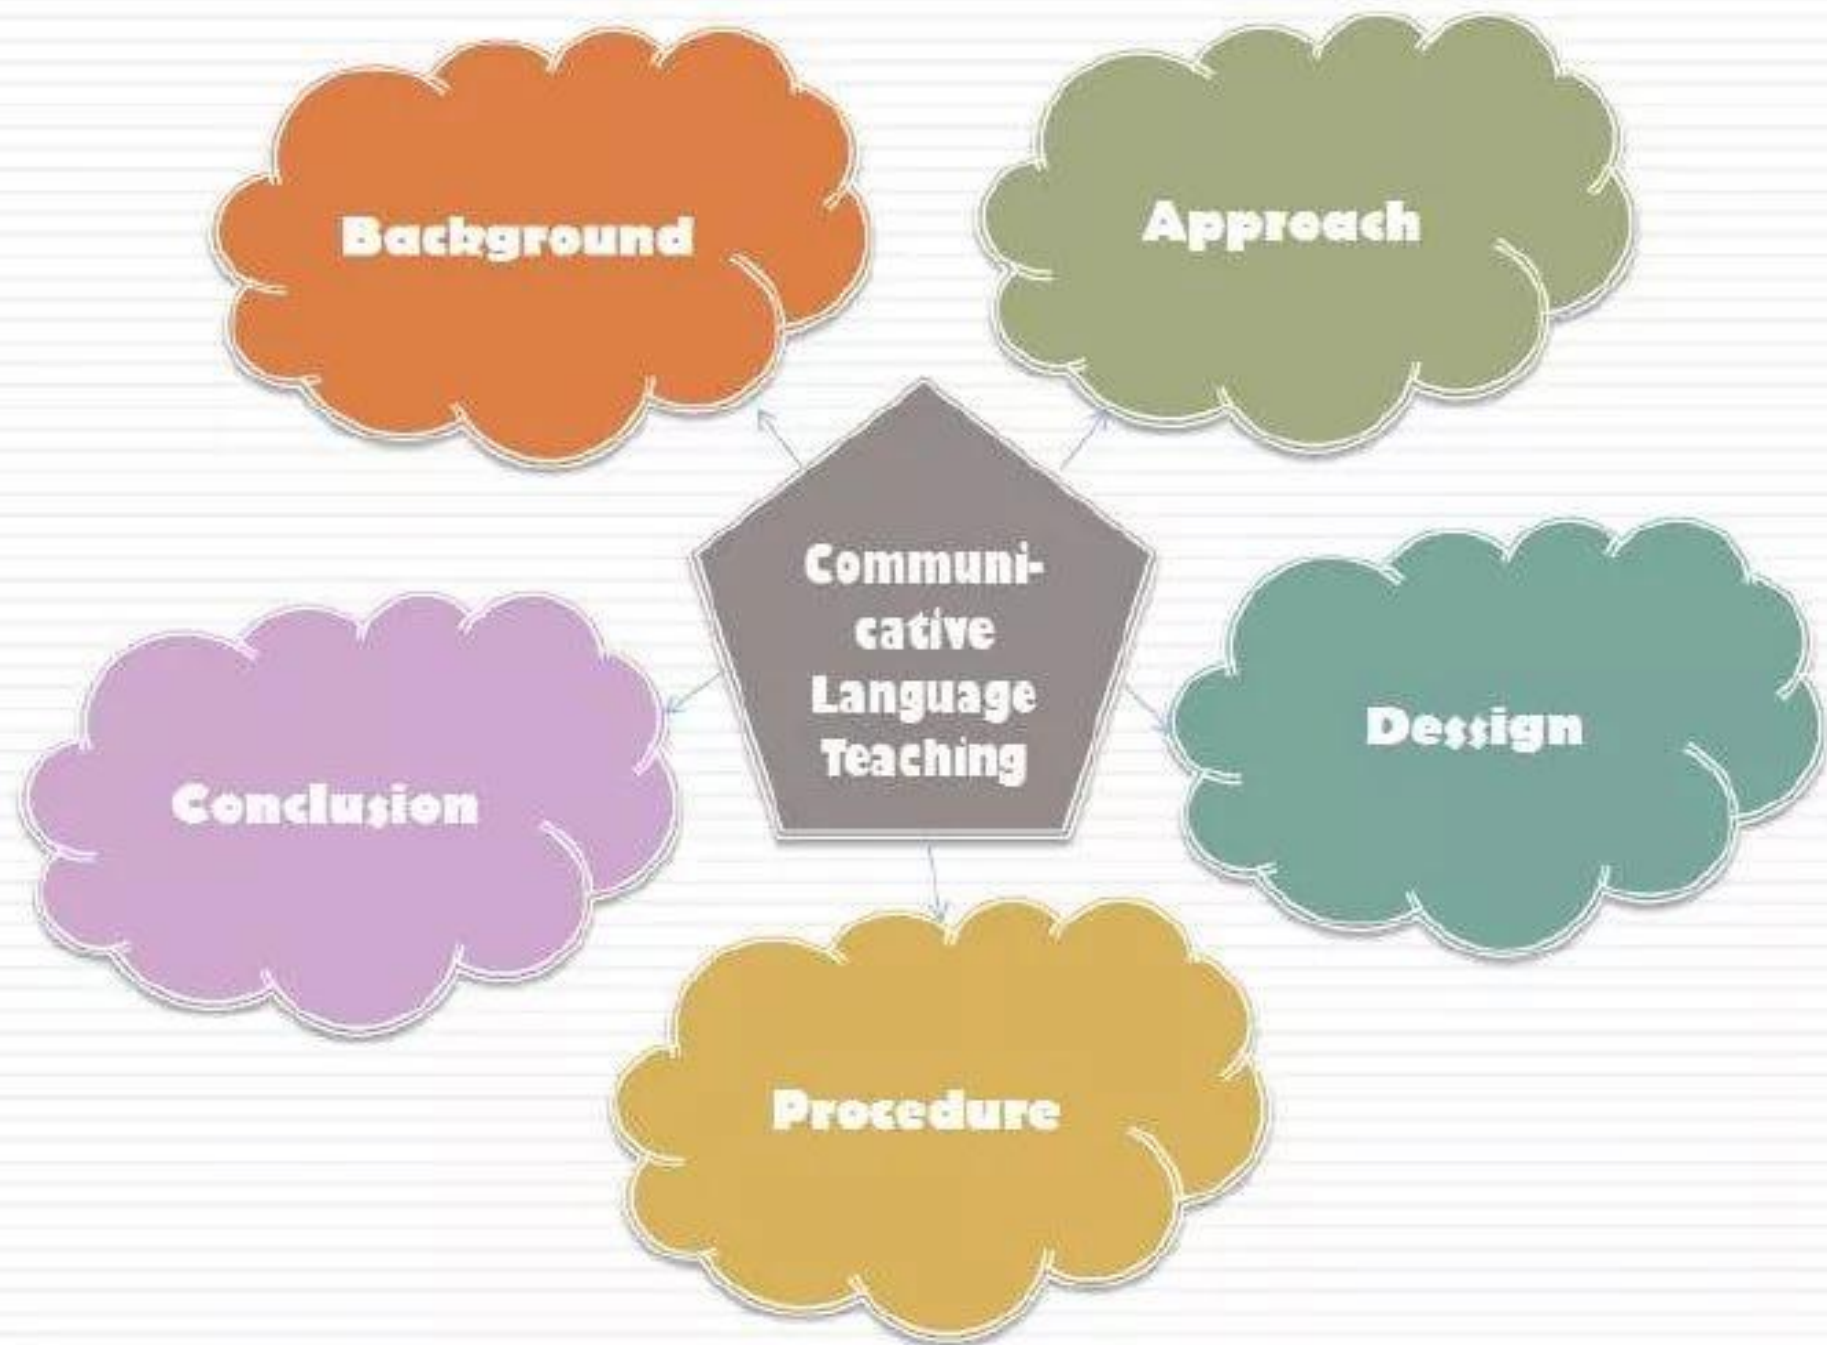 Background
Approach
Communi-
cative
Language
Teaching
Dessign
Conclusion
Procedure